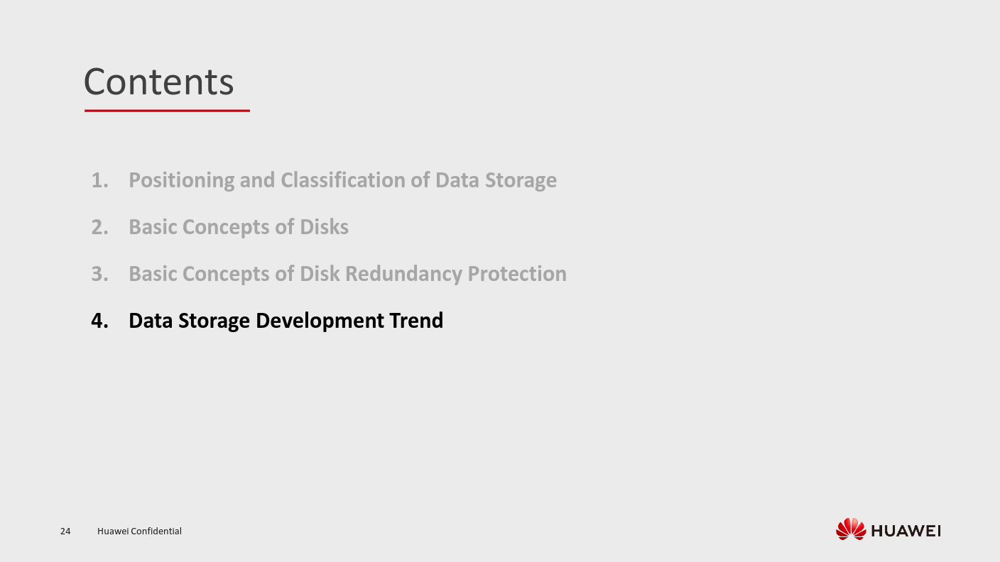 Contents
1. Positioning and Classification of Data Storage
2. Basic Concepts of Disks
3. Basic Concepts of Disk Redundancy Protection
4. Data Storage Development Trend
24 Huawei Confidential
HUAWEI